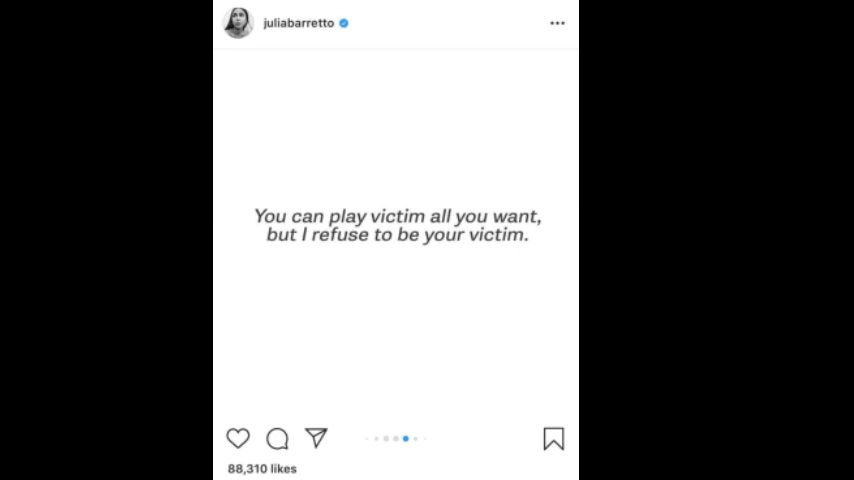 juliabarretto
You can play victim all you want,
but I refuse to be your victim.
88,310 likes